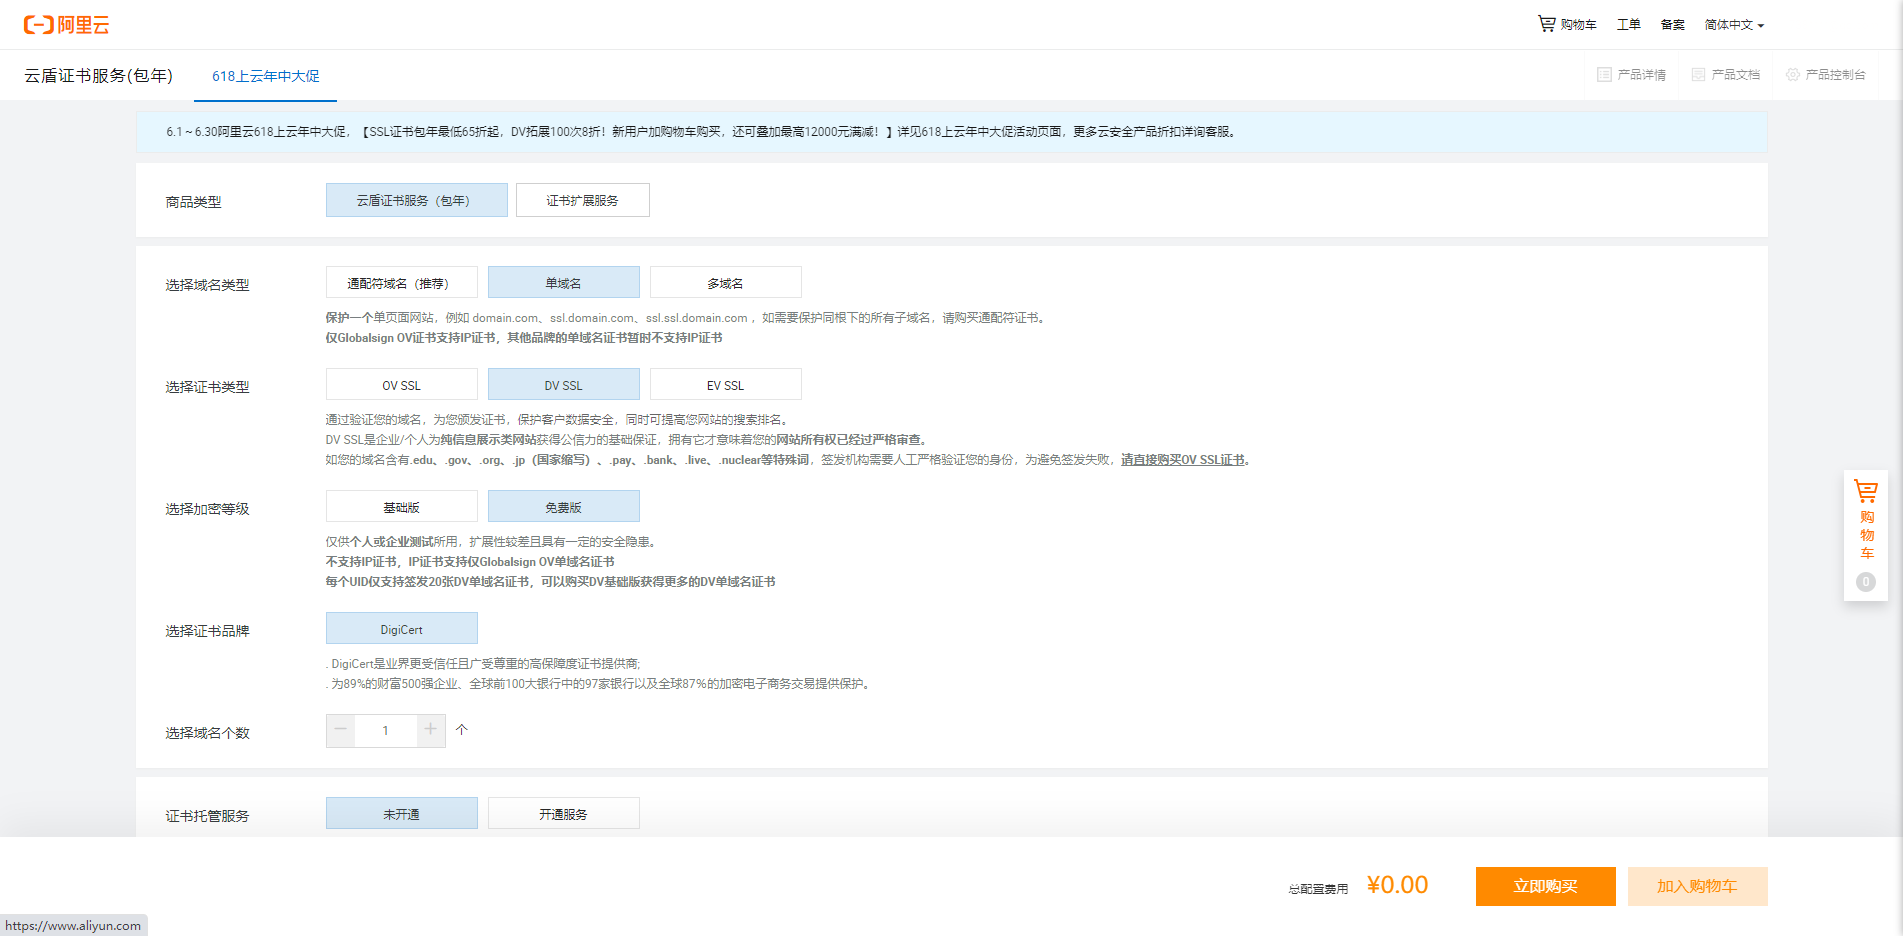 阿里云
购物车 工单 备案 简体中文
云盾证书服务(包年) 618上云年中大促 产品详情 产品文档 产品控制台
6.1～6.30阿里云618上云年中大促，【SSL证书包年最低65折起，DV拓展100次8折！新用户加购物车购买，还可叠加最高12000元满减！】详见618上云年中大促活动页面，更多云安全产品折扣详询客服。
商品类型 云盾证书服务（包年） 证书扩展服务
选择域名类型 通配符域名（推荐） 单域名 多域名
保护一个单页面网站，例如 domain.com、ssl.domain.com、ssl.ssl.domain.com ，如需要保护同根下的所有子域名，请购买通配符证书。
仅Globalsign OV证书支持IP证书，其他品牌的单域名证书暂时不支持IP证书
选择证书类型 OV SSL DV SSL EV SSL
通过验证您的域名，为您颁发证书，保护客户数据安全，同时可提高您网站的搜索排名。
DV SSL是企业/个人为纯信息展示类网站获得公信力的基础保证，拥有它才意味着您的网站所有权已经过严格审查。
如您的域名含有.edu、.gov、.org、.jp（国家缩写）、.pay、.bank、.live、.nuclear等特殊词，签发机构需要人工严格验证您的身份，为避免签发失败，请直接购买OV SSL证书。
选择加密等级 基础版 免费版
仅供个人或企业测试所用，扩展性较差且具有一定的安全隐患。
不支持IP证书，IP证书支持仅Globalsign OV单域名证书
每个UID仅支持签发20张DV单域名证书，可以购买DV基础版获得更多的DV单域名证书
选择证书品牌 DigiCert
. DigiCert是业界更受信任且广受尊重的高保障度证书提供商;
. 为89%的财富500强企业、全球前100大银行中的97家银行以及全球87%的加密电子商务交易提供保护。
选择域名个数 1 个
证书托管服务 未开通 开通服务
购
物
车
0
总配置费用 ¥0.00 立即购买 加入购物车
https://www.aliyun.com